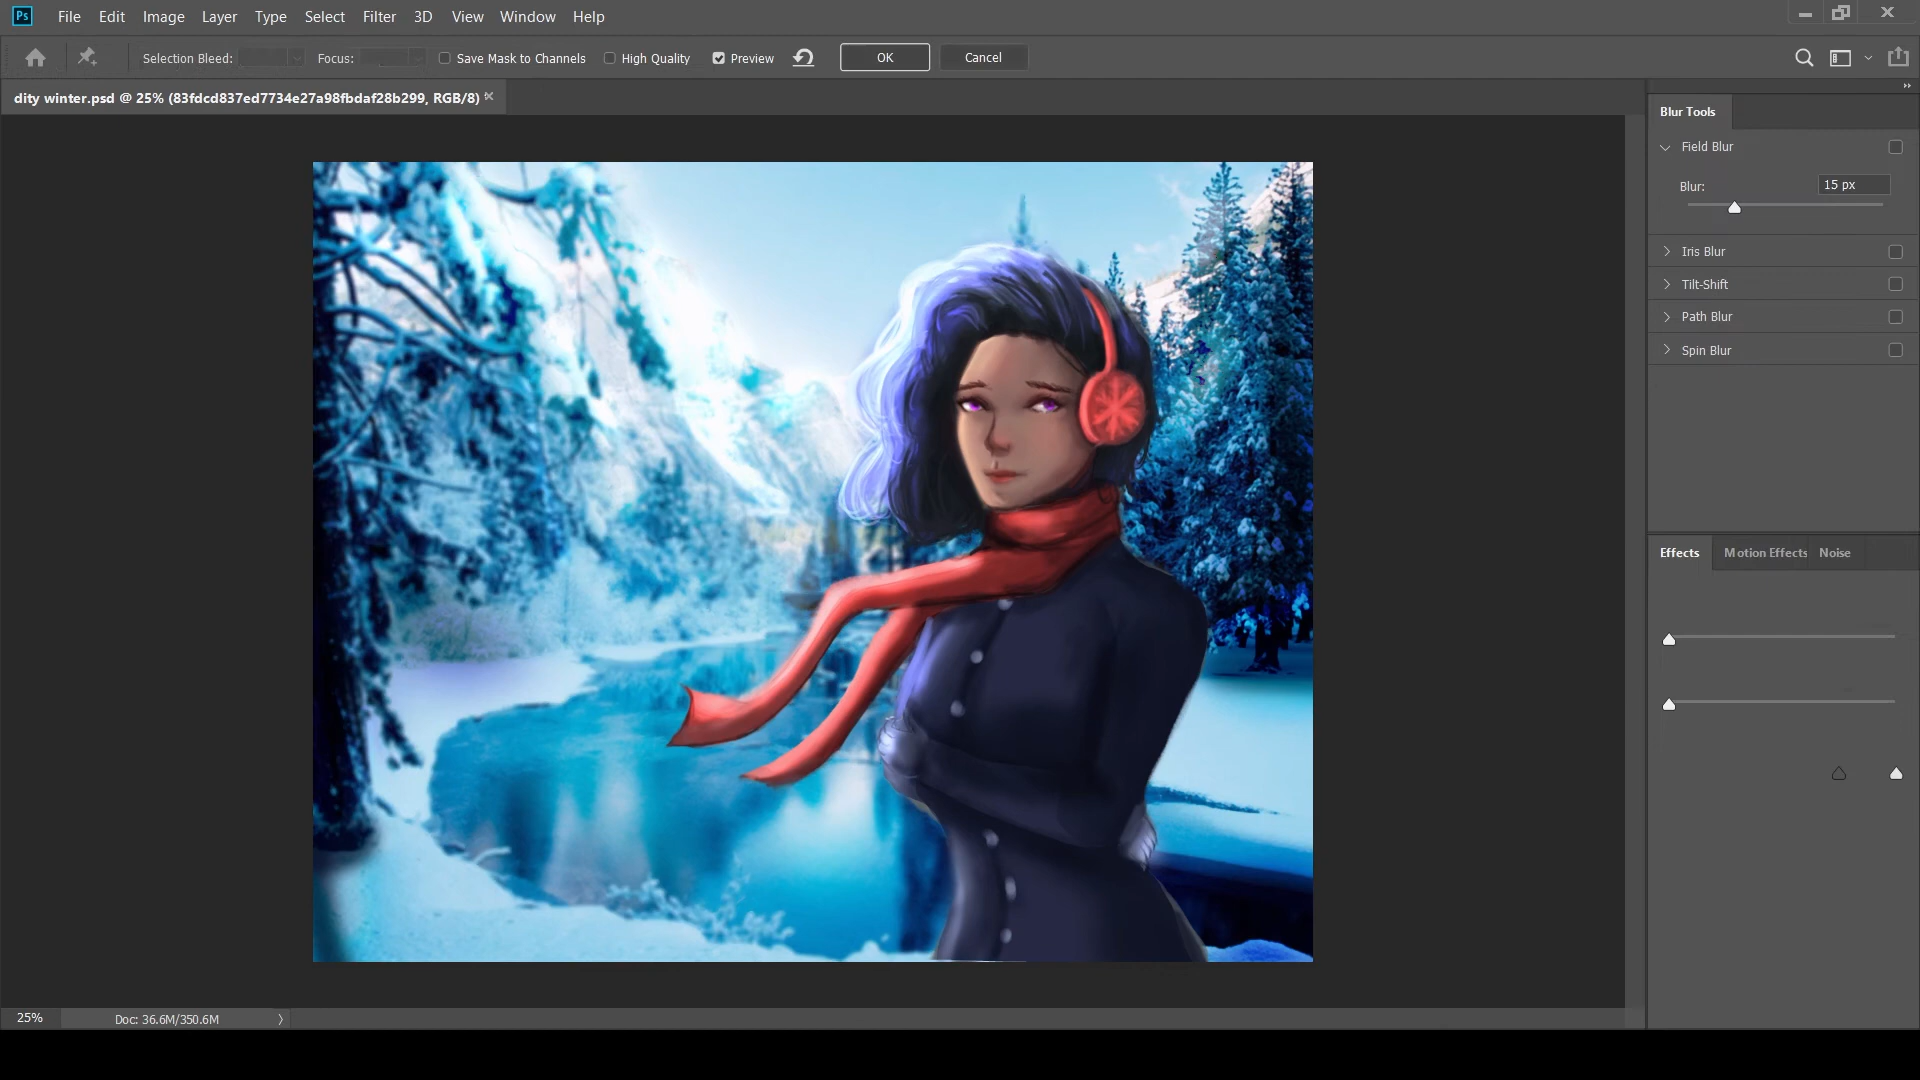 Ps File Edit Image Layer Type Select Filter 3D View Window Help
Selection Bleed: Focus: Save Mask to Channels High Quality Preview OK Cancel
dity winter.psd @ 25% (83fdcd837ed7734e27a98fbdaf28b299, RGB/8)
Blur Tools
Field Blur
Blur: 15 px
Iris Blur
Tilt-Shift
Path Blur
Spin Blur
Effects Motion Effects Noise
25% Doc: 36.6M/350.6M